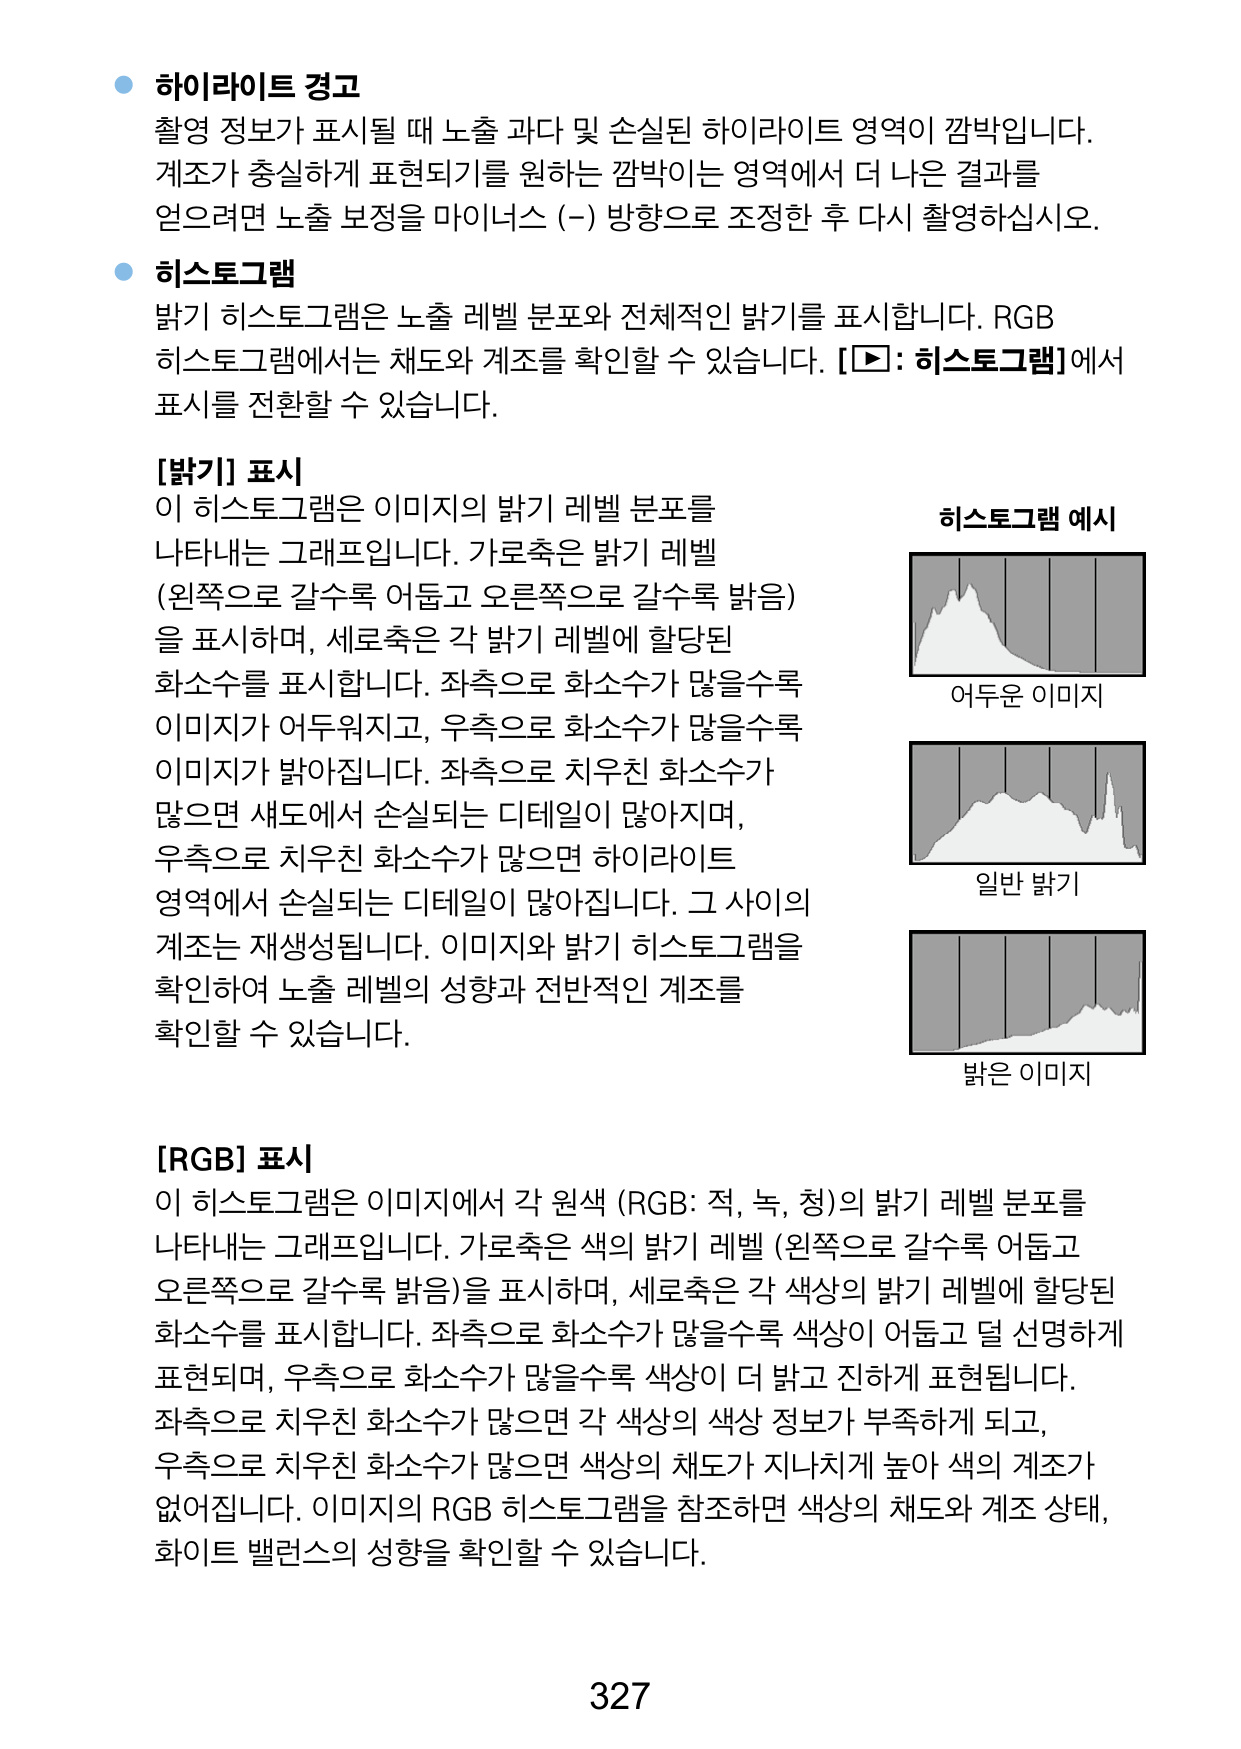 ● 하이라이트 경고
촬영 정보가 표시될 때 노출 과다 및 손실된 하이라이트 영역이 깜박입니다.
계조가 충실하게 표현되기를 원하는 깜박이는 영역에서 더 나은 결과를
얻으려면 노출 보정을 마이너스 (-) 방향으로 조정한 후 다시 촬영하십시오.
● 히스토그램
밝기 히스토그램은 노출 레벨 분포와 전체적인 밝기를 표시합니다. RGB
히스토그램에서는 채도와 계조를 확인할 수 있습니다. [▶: 히스토그램]에서
표시를 전환할 수 있습니다.
[밝기] 표시
이 히스토그램은 이미지의 밝기 레벨 분포를
나타내는 그래프입니다. 가로축은 밝기 레벨
(왼쪽으로 갈수록 어둡고 오른쪽으로 갈수록 밝음)
을 표시하며, 세로축은 각 밝기 레벨에 할당된
화소수를 표시합니다. 좌측으로 화소수가 많을수록
이미지가 어두워지고, 우측으로 화소수가 많을수록
이미지가 밝아집니다. 좌측으로 치우친 화소수가
많으면 섀도에서 손실되는 디테일이 많아지며,
우측으로 치우친 화소수가 많으면 하이라이트
영역에서 손실되는 디테일이 많아집니다. 그 사이의
계조는 재생성됩니다. 이미지와 밝기 히스토그램을
확인하여 노출 레벨의 성향과 전반적인 계조를
확인할 수 있습니다.
히스토그램 예시
어두운 이미지
일반 밝기
밝은 이미지
[RGB] 표시
이 히스토그램은 이미지에서 각 원색 (RGB: 적, 녹, 청)의 밝기 레벨 분포를
나타내는 그래프입니다. 가로축은 색의 밝기 레벨 (왼쪽으로 갈수록 어둡고
오른쪽으로 갈수록 밝음)을 표시하며, 세로축은 각 색상의 밝기 레벨에 할당된
화소수를 표시합니다. 좌측으로 화소수가 많을수록 색상이 어둡고 덜 선명하게
표현되며, 우측으로 화소수가 많을수록 색상이 더 밝고 진하게 표현됩니다.
좌측으로 치우친 화소수가 많으면 각 색상의 색상 정보가 부족하게 되고,
우측으로 치우친 화소수가 많으면 색상의 채도가 지나치게 높아 색의 계조가
없어집니다. 이미지의 RGB 히스토그램을 참조하면 색상의 채도와 계조 상태,
화이트 밸런스의 성향을 확인할 수 있습니다.
327